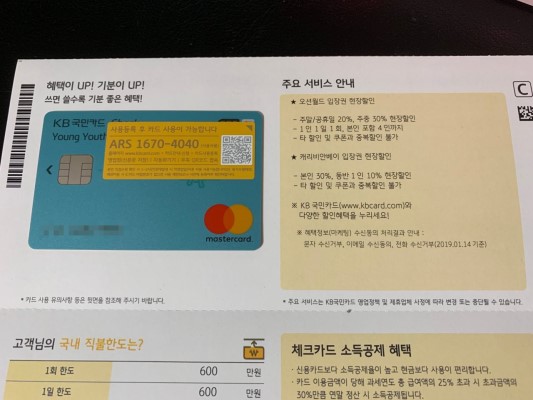 혜택이 UP! 기분이 UP!
쓰면 쓸수록 기분 좋은 혜택!
KB국민카드
Young Youth
사용등록 후 카드 사용이 가능합니다
ARS 1670-4040
mastercard
* 카드 사용 유의사항 등은 뒷면을 참조해 주시기 바랍니다.
주요 서비스 안내
C
★ 오션월드 입장권 현장할인
- 주말/공휴일 20%, 주중 30% 현장할인
- 1인 1일 1회, 본인 포함 4인까지
- 타 할인 및 쿠폰과 중복할인 불가
★ 캐리비안베이 입장권 현장할인
- 본인 30%, 동반 1인 10% 현장할인
- 타 할인 및 쿠폰과 중복할인 불가
※ KB 국민카드(www.kbcard.com)와
다양한 할인혜택을 누리세요!
※ 혜택정보(마케팅) 수신동의 처리결과 안내 :
문자 수신거부, 이메일 수신동의, 전화 수신거부(2019.01.14 기준)
* 주요 서비스는 KB국민카드 영업정책 및 제휴업체 사정에 따라 변경 또는 중단될 수 있습니다.
고객님의 국내 직불한도는?
₩
1회 한도 600 만원
1일 한도 600 만원
체크카드 소득공제 혜택
· 신용카드보다 소득공제율이 높고 현금보다 사용이 편리합니다.
· 카드 이용금액이 당해 과세연도 총 급여액의 25% 초과 시 초과금액의
30%만큼 연말 정산 시 소득공제됩니다.